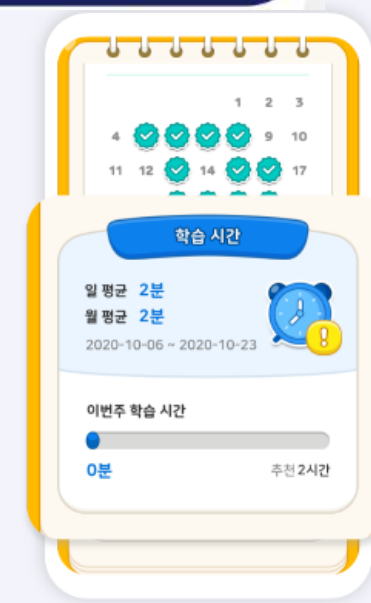 1 2 3
4 9 10
11 12 14 17
학습 시간
일 평균 2분
월 평균 2분
2020-10-06 ~ 2020-10-23
!
이번주 학습 시간
0분 추천 2시간